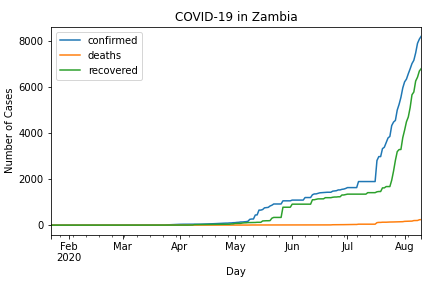 COVID-19 in Zambia
confirmed
deaths
recovered
Number of Cases
8000
6000
4000
2000
0
Feb Mar Apr May Jun Jul Aug
2020
Day